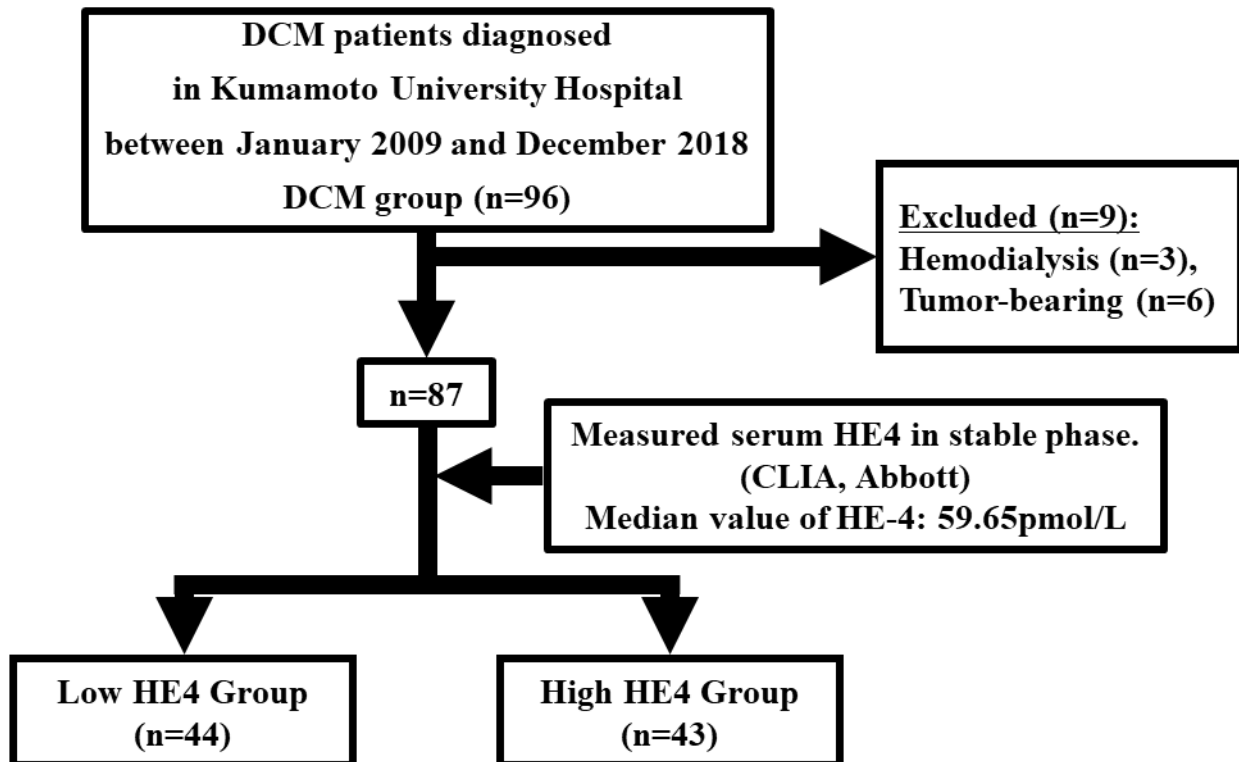 DCM patients diagnosed
in Kumamoto University Hospital
between January 2009 and December 2018
DCM group (n=96)
Excluded (n=9):
Hemodialysis (n=3),
Tumor-bearing (n=6)
n=87
Measured serum HE4 in stable phase.
(CLIA, Abbott)
Median value of HE-4: 59.65pmol/L
Low HE4 Group
(n=44)
High HE4 Group
(n=43)